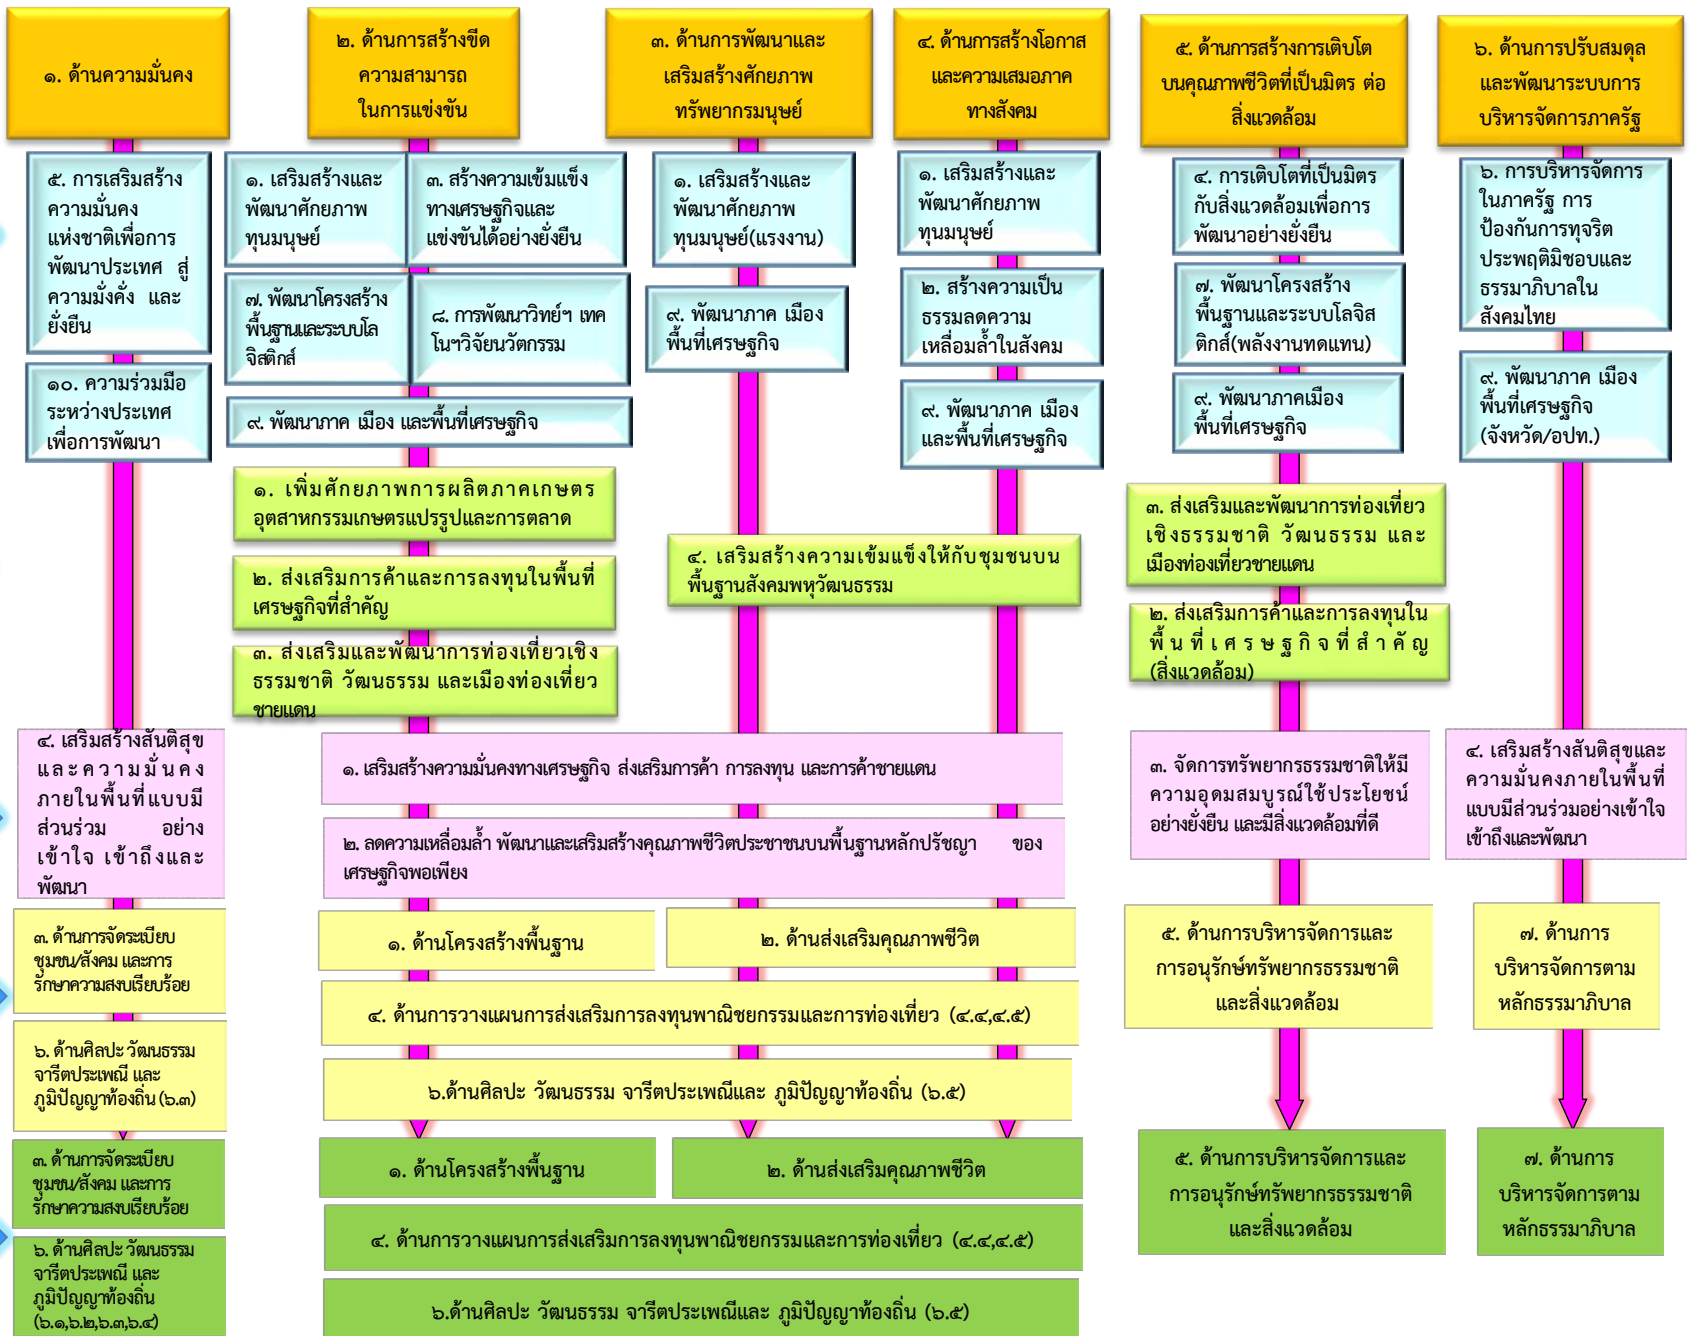 ๑. ด้านความมั่นคง
๒. ด้านการสร้างขีด
ความสามารถ
ในการแข่งขัน
๓. ด้านการพัฒนาและ
เสริมสร้างศักยภาพ
ทรัพยากรมนุษย์
๔. ด้านการสร้างโอกาส
และความเสมอภาค
ทางสังคม
๕. ด้านการสร้างการเติบโต
บนคุณภาพชีวิตที่เป็นมิตร ต่อ
สิ่งแวดล้อม
๖. ด้านการปรับสมดุล
และพัฒนาระบบการ
บริหารจัดการภาครัฐ
๕. การเสริมสร้าง
ความมั่นคง
แห่งชาติเพื่อการ
พัฒนาประเทศ สู่
ความมั่งคั่ง และ
ยั่งยืน
๑๐. ความร่วมมือ
ระหว่างประเทศ
เพื่อการพัฒนา
๑. เสริมสร้างและ
พัฒนาศักยภาพ
ทุนมนุษย์
๓. สร้างความเข้มแข็ง
ทางเศรษฐกิจและ
แข่งขันได้อย่างยั่งยืน
๗. พัฒนาโครงสร้าง
พื้นฐานและระบบโล
จิสติกส์
๘. การพัฒนาวิทย์ฯ เทค
โนฯวิจัยนวัตกรรม
๙. พัฒนาภาค เมือง และพื้นที่เศรษฐกิจ
๑. เสริมสร้างและ
พัฒนาศักยภาพ
ทุนมนุษย์(แรงงาน)
๙. พัฒนาภาค เมือง
พื้นที่เศรษฐกิจ
๑. เสริมสร้างและ
พัฒนาศักยภาพ
ทุนมนุษย์
๒. สร้างความเป็น
ธรรมลดความ
เหลื่อมล้ำในสังคม
๙. พัฒนาภาค เมือง
และพื้นที่เศรษฐกิจ
๔. การเติบโตที่เป็นมิตร
กับสิ่งแวดล้อมเพื่อการ
พัฒนาอย่างยั่งยืน
๗. พัฒนาโครงสร้าง
พื้นฐานและระบบโลจิส
ติกส์(พลังงานทดแทน)
๙. พัฒนาภาคเมือง
พื้นที่เศรษฐกิจ
๖. การบริหารจัดการ
ในภาครัฐ การ
ป้องกันการทุจริต
ประพฤติมิชอบและ
ธรรมาภิบาลใน
สังคมไทย
๙. พัฒนาภาค เมือง
พื้นที่เศรษฐกิจ
(จังหวัด/อปท.)
๑. เพิ่มศักยภาพการผลิตภาคเกษตร
อุตสาหกรรมเกษตรแปรรูปและการตลาด
๒. ส่งเสริมการค้าและการลงทุนในพื้นที่
เศรษฐกิจที่สำคัญ
๓. ส่งเสริมและพัฒนาการท่องเที่ยวเชิง
ธรรมชาติ วัฒนธรรม และเมืองท่องเที่ยว
ชายแดน
๔. เสริมสร้างความเข้มแข็งให้กับชุมชนบน
พื้นฐานสังคมพหุวัฒนธรรม
๓. ส่งเสริมและพัฒนาการท่องเที่ยว
เชิงธรรมชาติ วัฒนธรรม และ
เมืองท่องเที่ยวชายแดน
๒. ส่งเสริมการค้าและการลงทุนใน
พื้นที่เศรษฐกิจที่สำคัญ
(สิ่งแวดล้อม)
๔. เสริมสร้างสันติสุข
และความมั่นคง
ภายในพื้นที่แบบมี
ส่วนร่วม อย่าง
เข้าใจ เข้าถึงและ
พัฒนา
๑. เสริมสร้างความมั่นคงทางเศรษฐกิจ ส่งเสริมการค้า การลงทุน และการค้าชายแดน
๒. ลดความเหลื่อมล้ำ พัฒนาและเสริมสร้างคุณภาพชีวิตประชาชนบนพื้นฐานหลักปรัชญา ของ
เศรษฐกิจพอเพียง
๓. จัดการทรัพยากรธรรมชาติให้มี
ความอุดมสมบูรณ์ใช้ประโยชน์
อย่างยั่งยืน และมีสิ่งแวดล้อมที่ดี
๔. เสริมสร้างสันติสุขและ
ความมั่นคงภายในพื้นที่
แบบมีส่วนร่วมอย่างเข้าใจ
เข้าถึงและพัฒนา
๓. ด้านการจัดระเบียบ
ชุมชน/สังคม และการ
รักษาความสงบเรียบร้อย
๑. ด้านโครงสร้างพื้นฐาน
๒. ด้านส่งเสริมคุณภาพชีวิต
๕. ด้านการบริหารจัดการและ
การอนุรักษ์ทรัพยากรธรรมชาติ
และสิ่งแวดล้อม
๗. ด้านการ
บริหารจัดการตาม
หลักธรรมาภิบาล
๔. ด้านการวางแผนการส่งเสริมการลงทุนพาณิชยกรรมและการท่องเที่ยว (๔.๔,๔.๕)
๖. ด้านศิลปะ วัฒนธรรม
จารีตประเพณี และ
ภูมิปัญญาท้องถิ่น (๖.๓)
๖.ด้านศิลปะ วัฒนธรรม จารีตประเพณีและ ภูมิปัญญาท้องถิ่น (๖.๕)
๓. ด้านการจัดระเบียบ
ชุมชน/สังคม และการ
รักษาความสงบเรียบร้อย
๑. ด้านโครงสร้างพื้นฐาน
๒. ด้านส่งเสริมคุณภาพชีวิต
๕. ด้านการบริหารจัดการและ
การอนุรักษ์ทรัพยากรธรรมชาติ
และสิ่งแวดล้อม
๗. ด้านการ
บริหารจัดการตาม
หลักธรรมาภิบาล
๔. ด้านการวางแผนการส่งเสริมการลงทุนพาณิชยกรรมและการท่องเที่ยว (๔.๔,๔.๕)
๖. ด้านศิลปะ วัฒนธรรม
จารีตประเพณี และ
ภูมิปัญญาท้องถิ่น
(๖.๑,๖.๒,๖.๓,๖.๔)
๖.ด้านศิลปะ วัฒนธรรม จารีตประเพณีและ ภูมิปัญญาท้องถิ่น (๖.๕)